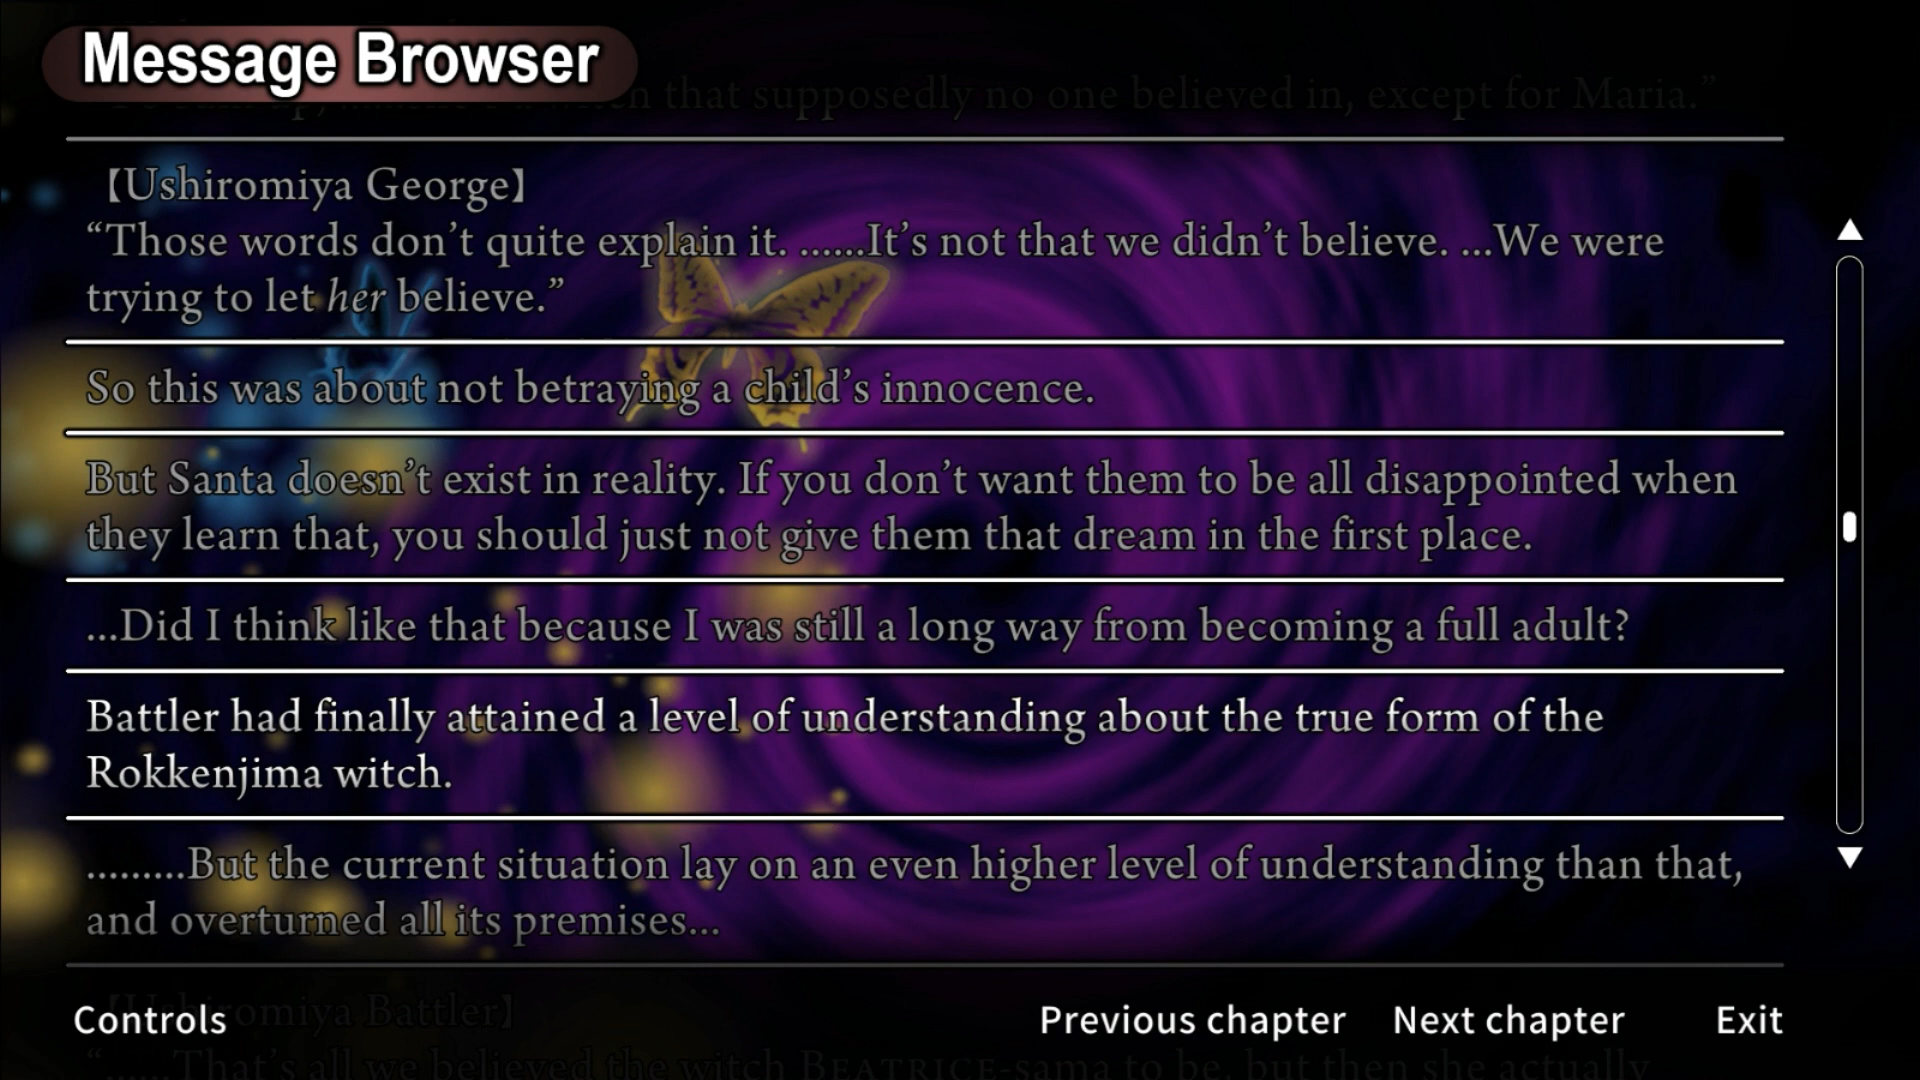 Message Browser
that supposedly no one believed in, except for Maria.”
【Ushiromiya George】
“Those words don’t quite explain it. ......It’s not that we didn’t believe. ...We were
trying to let her believe.”
So this was about not betraying a child’s innocence.
But Santa doesn’t exist in reality. If you don’t want them to be all disappointed when
they learn that, you should just not give them that dream in the first place.
...Did I think like that because I was still a long way from becoming a full adult?
Battler had finally attained a level of understanding about the true form of the
Rokkenjima witch.
.........But the current situation lay on an even higher level of understanding than that,
and overturned all its premises...
【Ushiromiya Battler】
Controls
Previous chapter
Next chapter
Exit
“......That’s all we believed the witch BEATRICE-sama to be, but then she actually